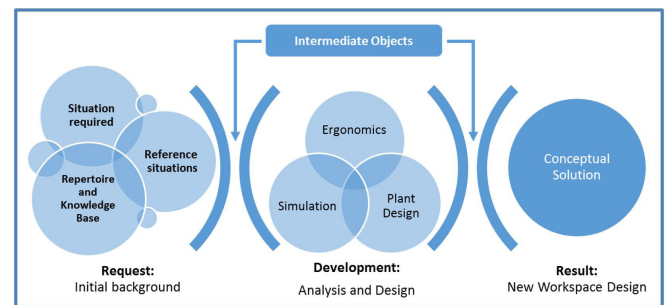 Intermediate Objects
Situation
required
Reference
situations
Repertoire
and
Knowledge
Base
Ergonomics
Simulation
Plant
Design
Conceptual
Solution
Request:
Initial background
Development:
Analysis and Design
Result:
New Workspace Design